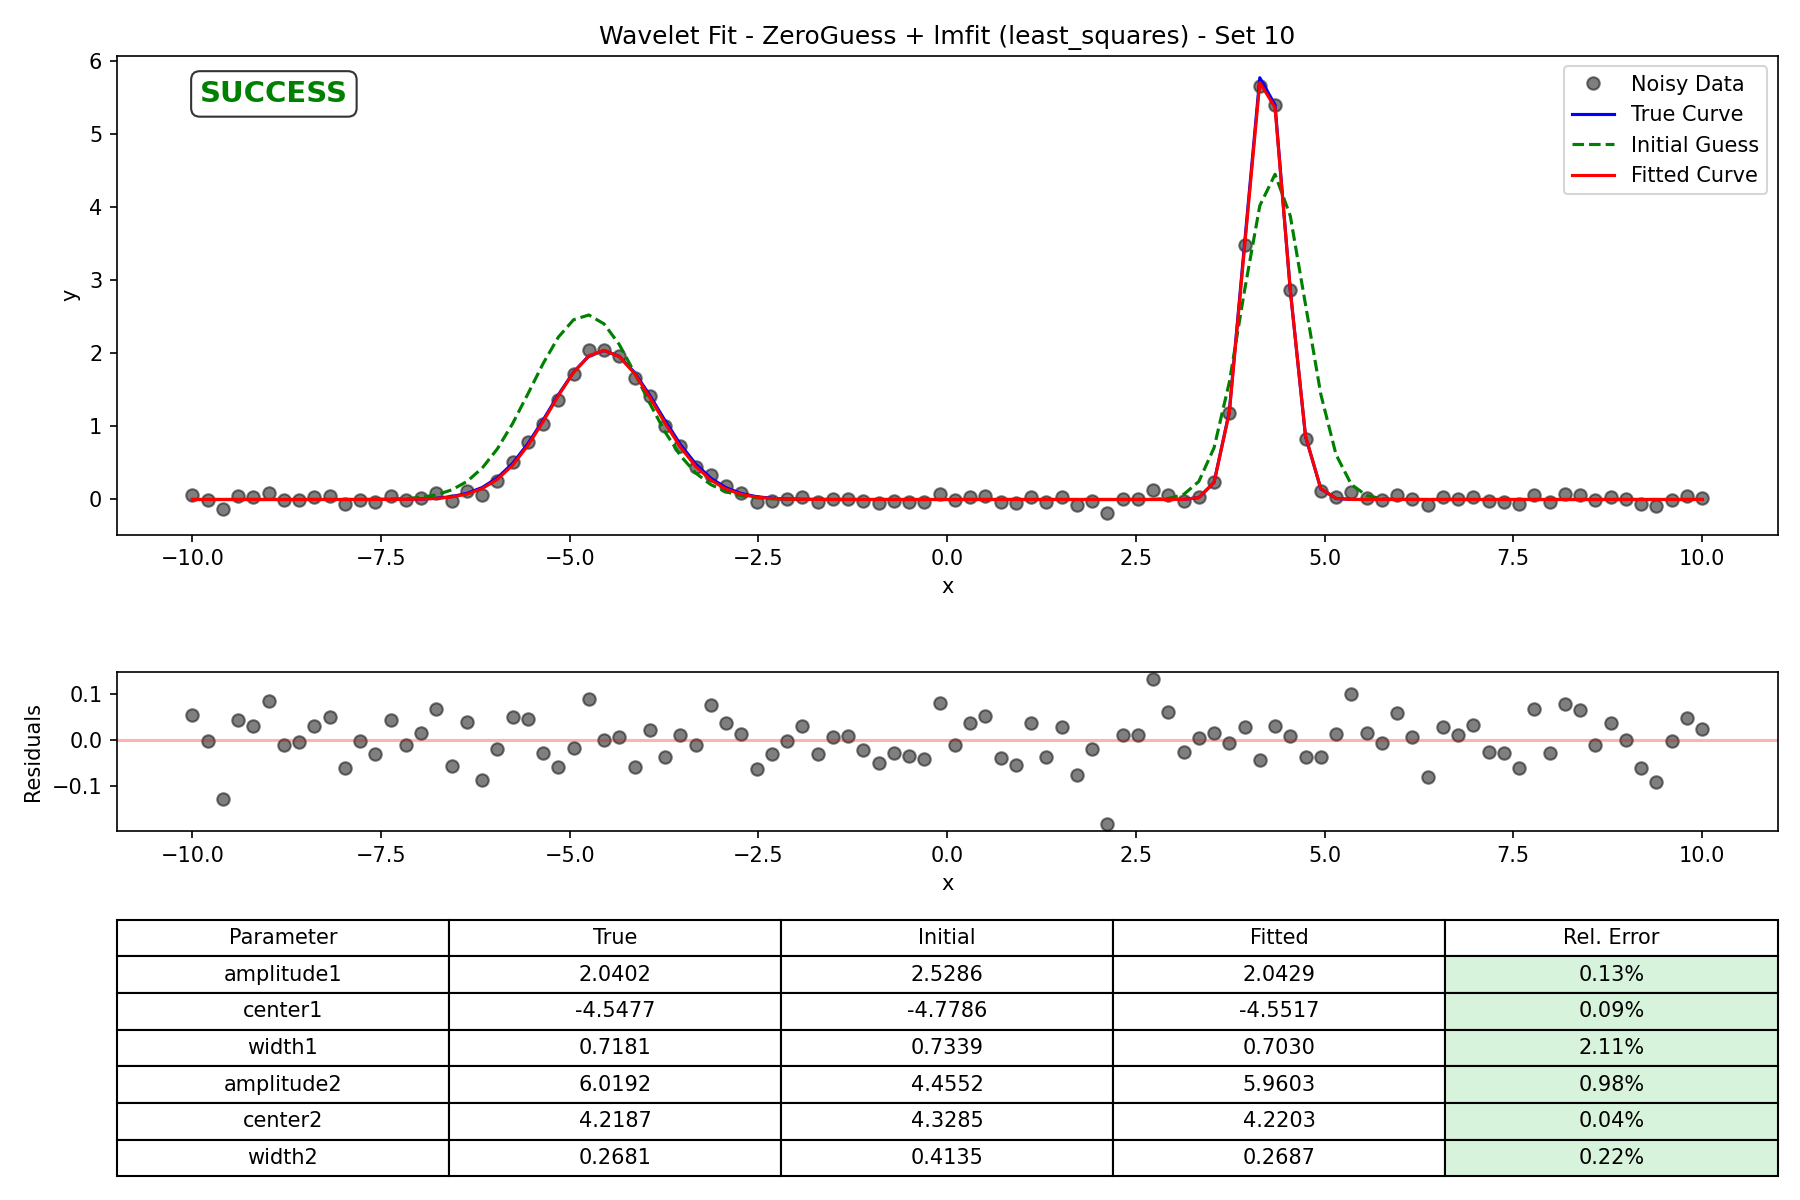 Wavelet Fit - ZeroGuess + lmfit (least_squares) - Set 10
SUCCESS
Noisy Data
True Curve
Initial Guess
Fitted Curve
y
6
5
4
3
2
1
0
−10.0 −7.5 −5.0 −2.5 0.0 2.5 5.0 7.5 10.0
x
Residuals
0.1
0.0
−0.1
−10.0 −7.5 −5.0 −2.5 0.0 2.5 5.0 7.5 10.0
x
Parameter True Initial Fitted Rel. Error
amplitude1 2.0402 2.5286 2.0429 0.13%
center1 -4.5477 -4.7786 -4.5517 0.09%
width1 0.7181 0.7339 0.7030 2.11%
amplitude2 6.0192 4.4552 5.9603 0.98%
center2 4.2187 4.3285 4.2203 0.04%
width2 0.2681 0.4135 0.2687 0.22%